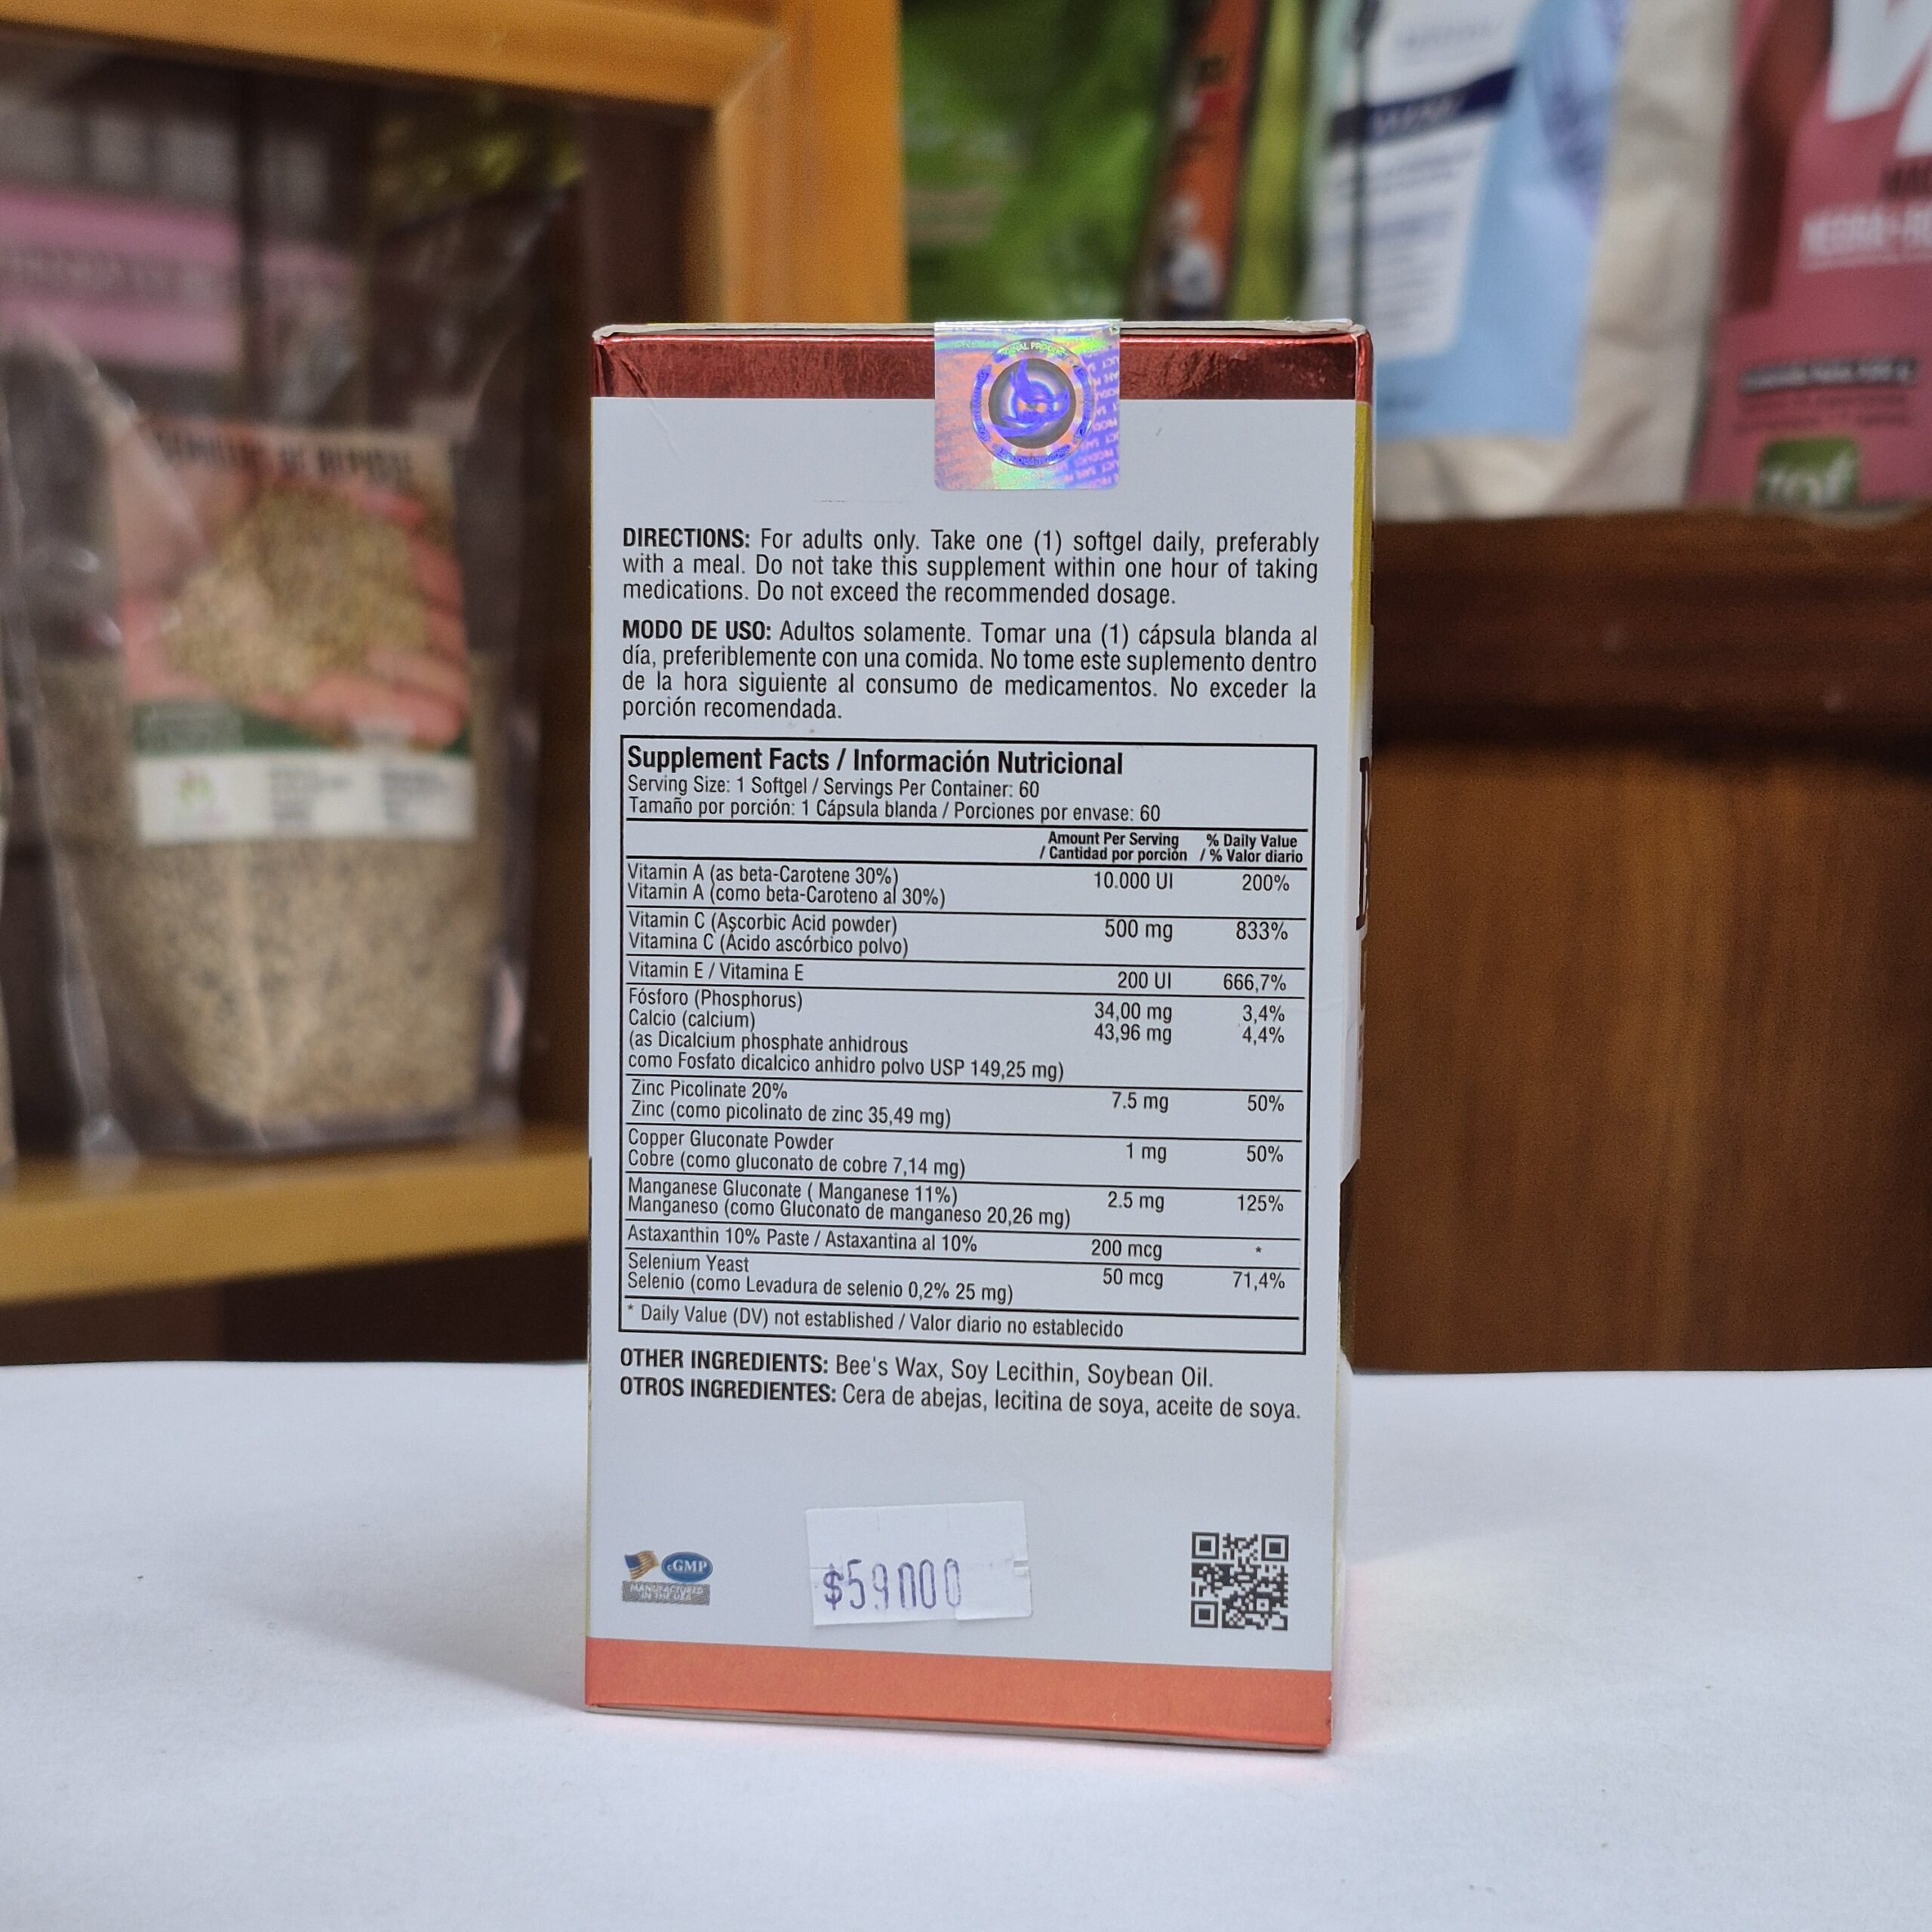 DIRECTIONS: For adults only. Take one (1) softgel daily, preferably
with a meal. Do not take this supplement within one hour of taking
medications. Do not exceed the recommended dosage.
MODO DE USO: Adultos solamente. Tomar una (1) cápsula blanda al
día, preferiblemente con una comida. No tome este suplemento dentro
de la hora siguiente al consumo de medicamentos. No exceder la
porción recomendada.
Supplement Facts / Información Nutricional
Serving Size: 1 Softgel / Servings Per Container: 60
Tamaño por porción: 1 Cápsula blanda / Porciones por envase: 60
Amount Per Serving % Daily Value
/ Cantidad por porción / % Valor diario
Vitamin A (as beta-Carotene 30%) 10.000 UI 200%
Vitamin A (como beta-Caroteno al 30%)
Vitamin C (Ascorbic Acid powder) 500 mg 833%
Vitamina C (Ácido ascórbico polvo)
Vitamin E / Vitamina E 200 UI 666,7%
Fósforo (Phosphorus) 34,00 mg 3,4%
Calcio (calcium) 43,96 mg 4,4%
(as Dicalcium phosphate anhidrous
como Fosfato dicalcico anhidro polvo USP 149,25 mg)
Zinc Picolinate 20% 7.5 mg 50%
Zinc (como picolinato de zinc 35,49 mg)
Copper Gluconate Powder 1 mg 50%
Cobre (como gluconato de cobre 7,14 mg)
Manganese Gluconate ( Manganese 11%) 2.5 mg 125%
Manganeso (como Gluconato de manganeso 20,26 mg)
Astaxanthin 10% Paste / Astaxantina al 10% 200 mcg *
Selenium Yeast 50 mcg 71,4%
Selenio (como Levadura de selenio 0,2% 25 mg)
* Daily Value (DV) not established / Valor diario no establecido
OTHER INGREDIENTS: Bee's Wax, Soy Lecithin, Soybean Oil.
OTROS INGREDIENTES: Cera de abejas, lecitina de soya, aceite de soya.
cGMP
MANUFACTURED
IN THE USA
$59000